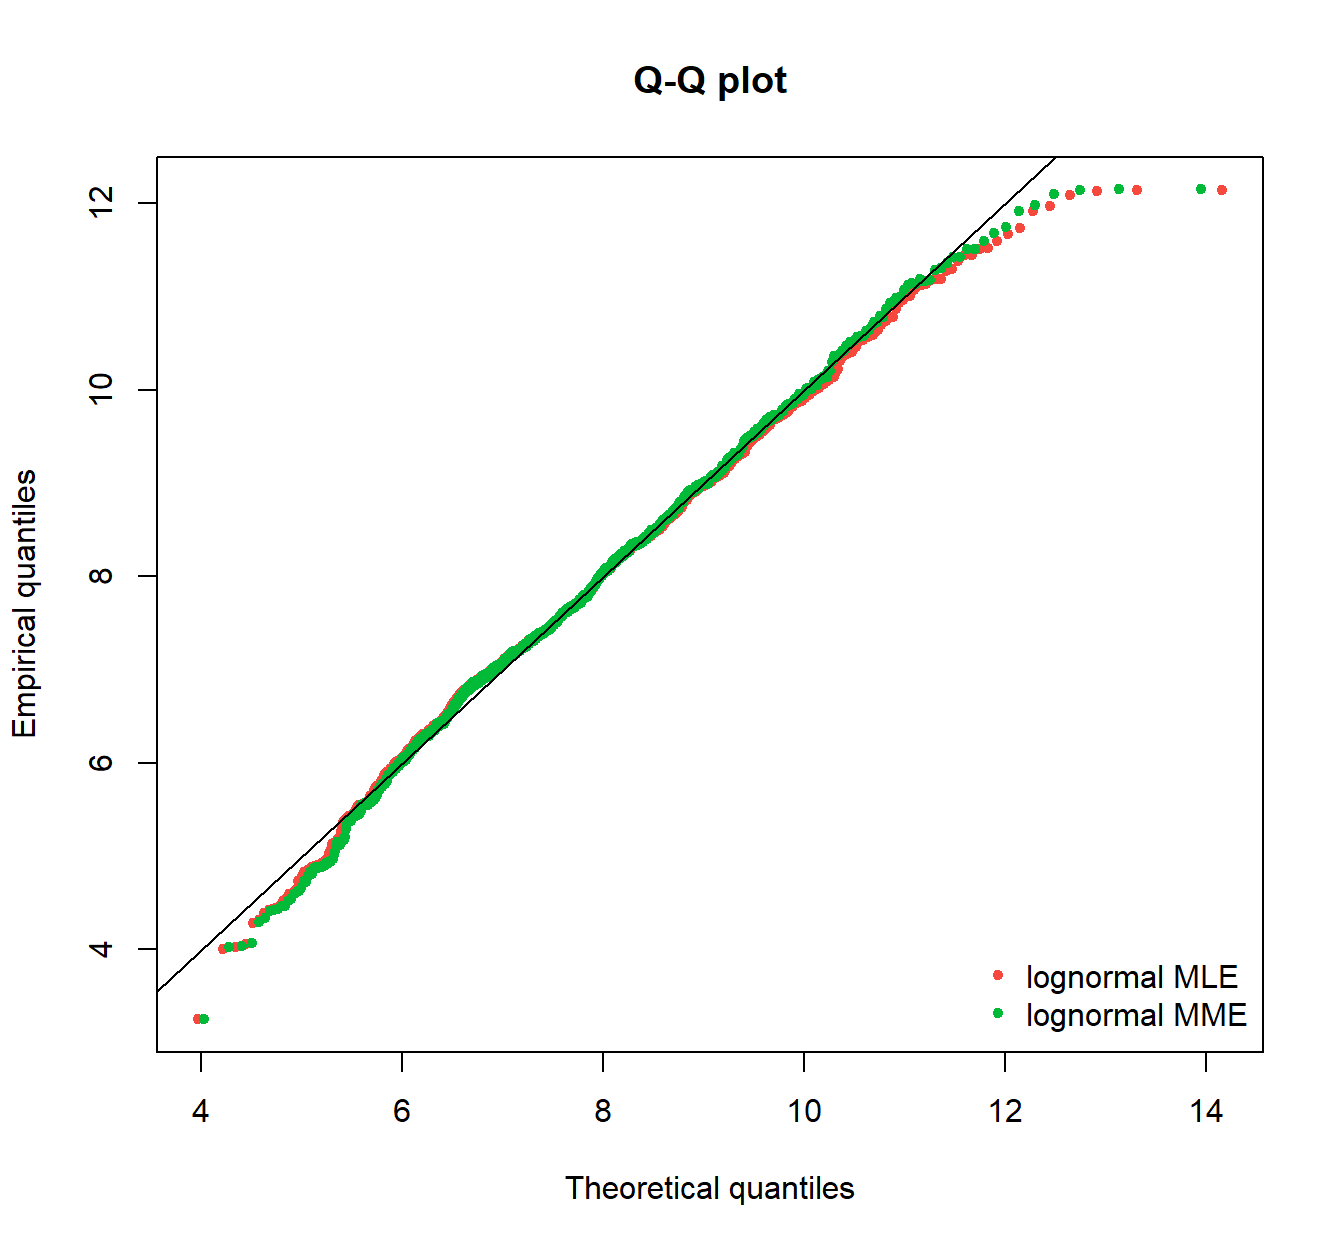 Q-Q plot
Empirical quantiles
12
10
8
6
4
lognormal MLE
lognormal MME
4 6 8 10 12 14
Theoretical quantiles